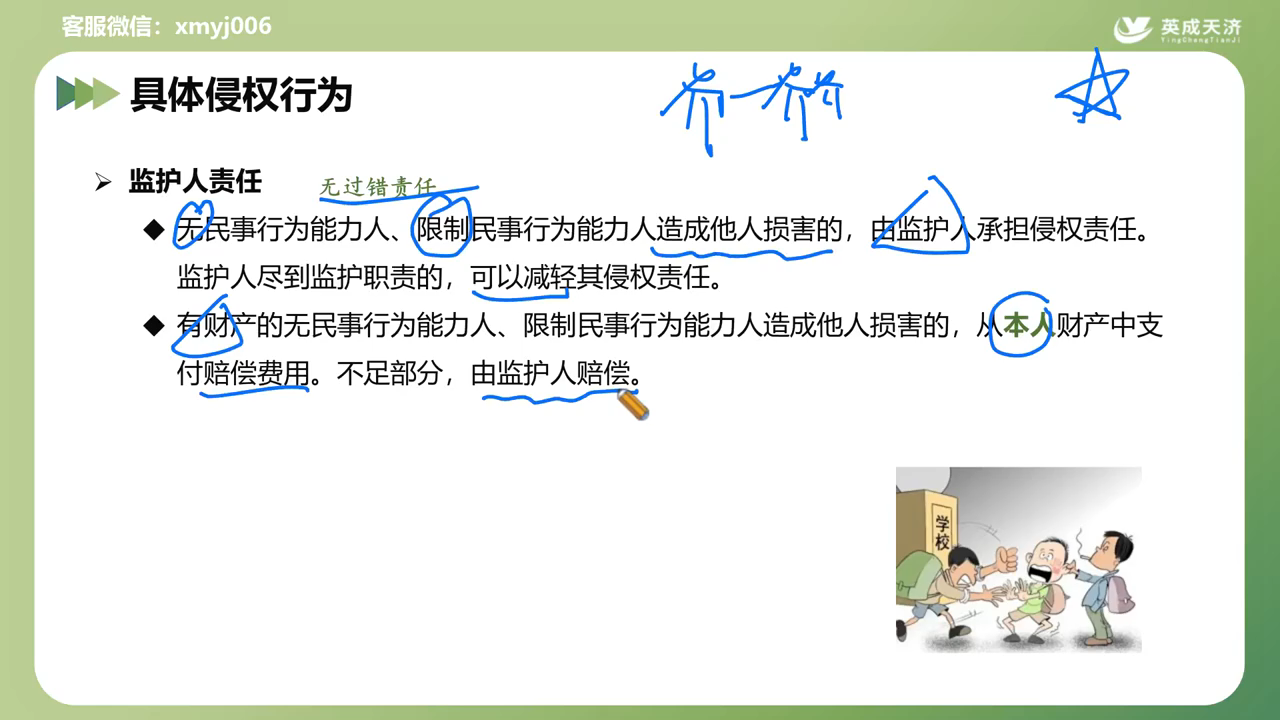 客服微信：xmyj006
英成天济
YingChengTianJi
具体侵权行为
监护人责任 无过错责任
无民事行为能力人、限制民事行为能力人造成他人损害的，由监护人承担侵权责任。
监护人尽到监护职责的，可以减轻其侵权责任。
有财产的无民事行为能力人、限制民事行为能力人造成他人损害的，从本人财产中支
付赔偿费用。不足部分，由监护人赔偿。
学校